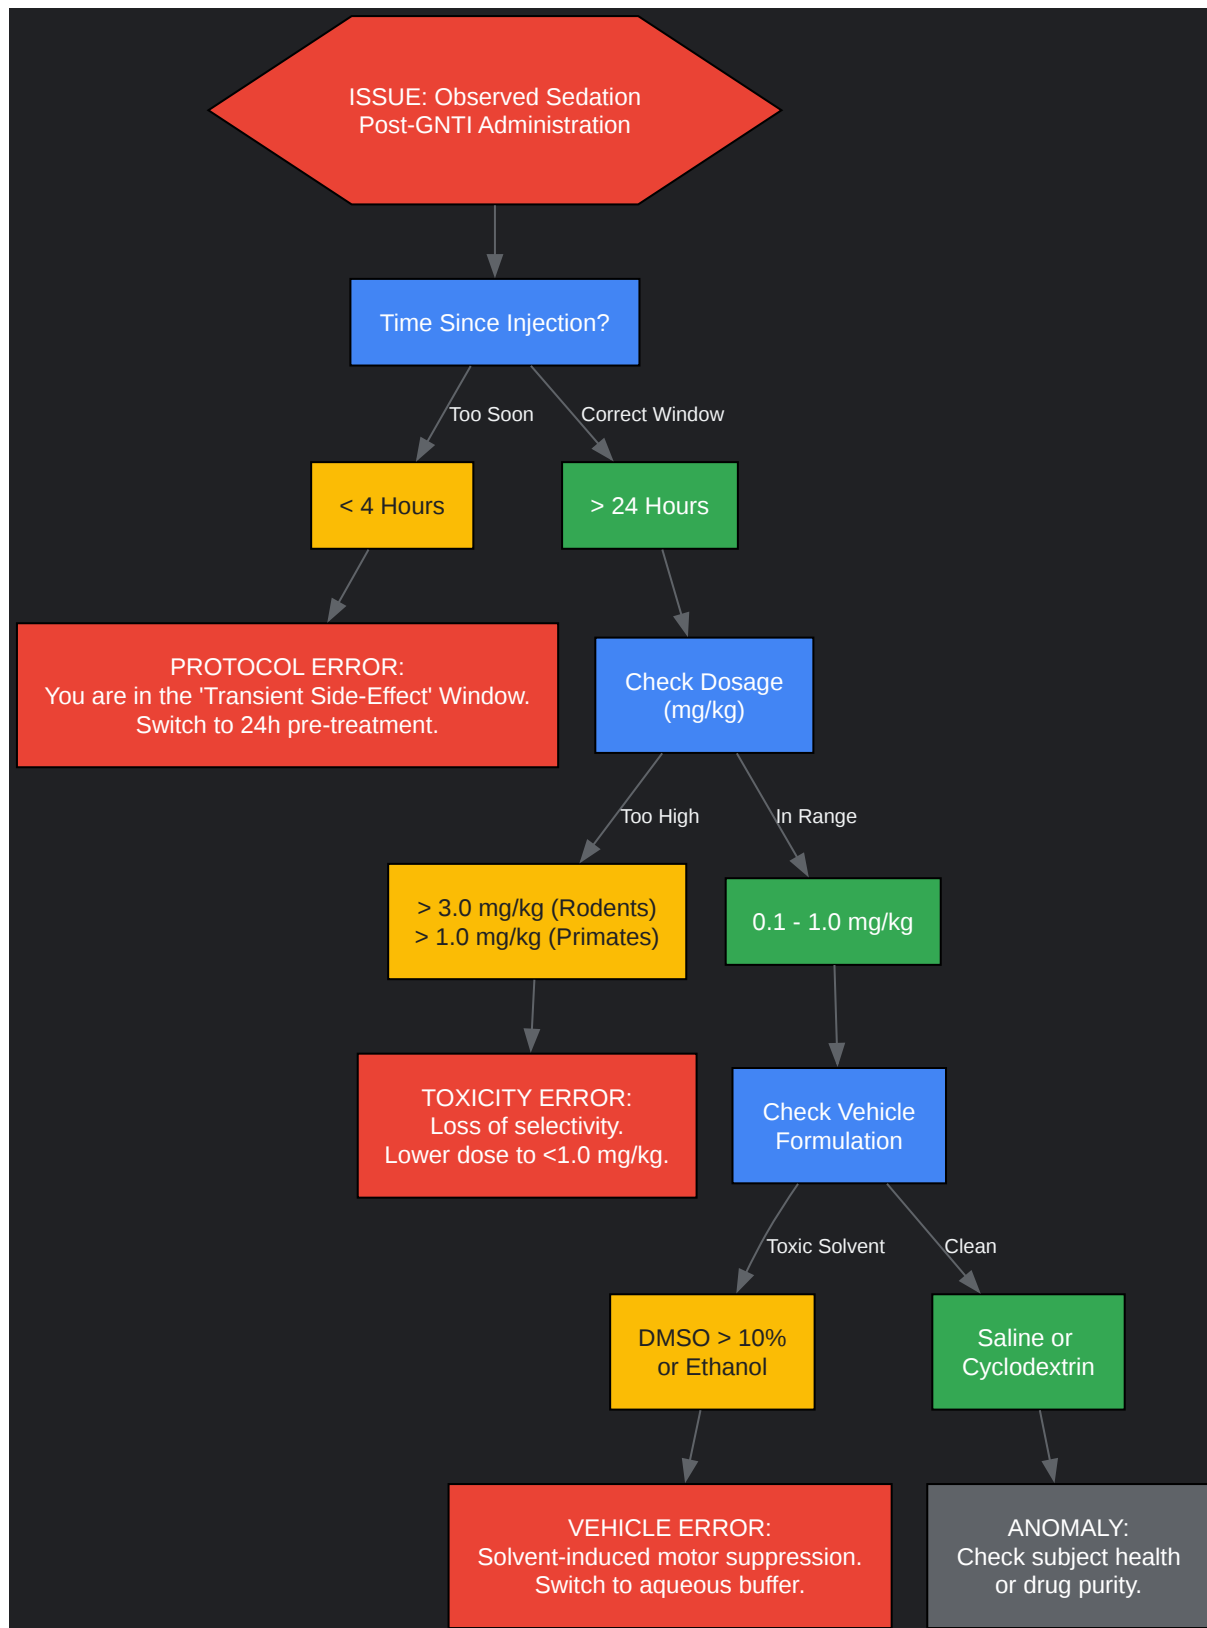 ISSUE: Observed Sedation
Post-GNTI Administration
Time Since Injection?
Too Soon
Correct Window
< 4 Hours
> 24 Hours
PROTOCOL ERROR:
You are in the 'Transient Side-Effect' Window.
Switch to 24h pre-treatment.
Check Dosage
(mg/kg)
Too High
In Range
> 3.0 mg/kg (Rodents)
> 1.0 mg/kg (Primates)
0.1 - 1.0 mg/kg
TOXICITY ERROR:
Loss of selectivity.
Lower dose to <1.0 mg/kg.
Check Vehicle
Formulation
Toxic Solvent
Clean
DMSO > 10%
or Ethanol
Saline or
Cyclodextrin
VEHICLE ERROR:
Solvent-induced motor suppression.
Switch to aqueous buffer.
ANOMALY:
Check subject health
or drug purity.